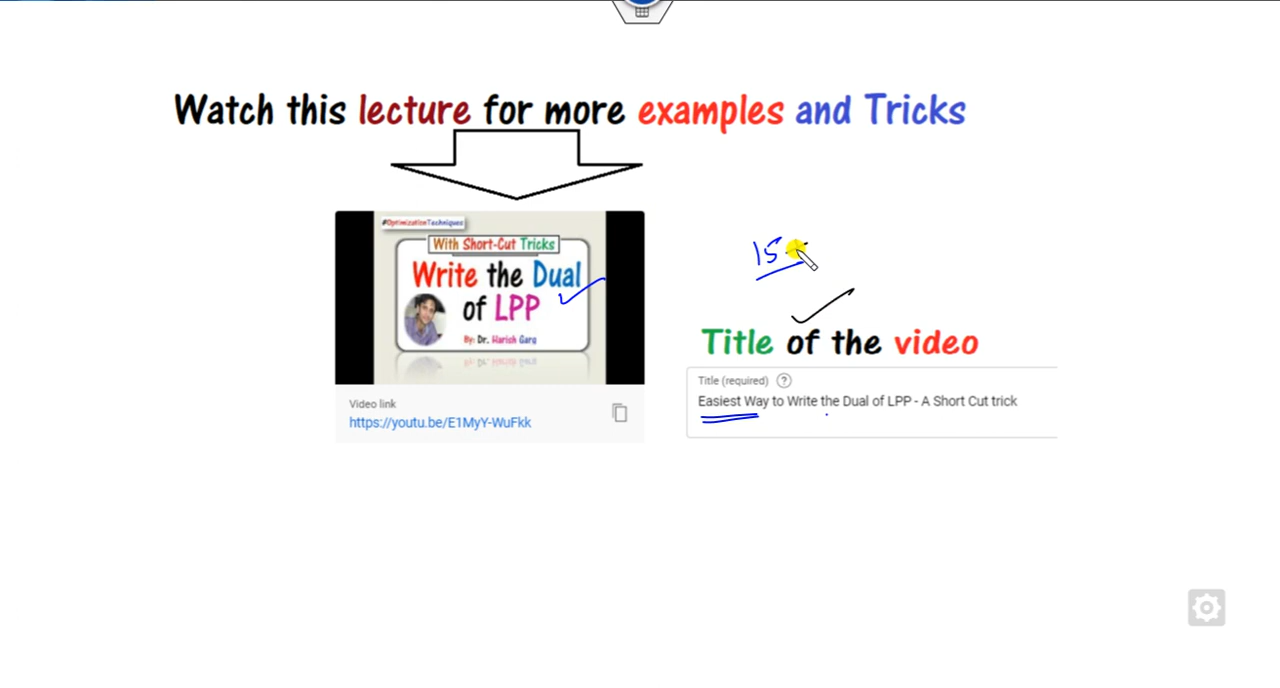 Watch this lecture for more examples and Tricks
#OptimizationTechniques
With Short-Cut Tricks
Write the Dual
of LPP
By: Dr. Harish Garg
Video link
https://youtu.be/E1MyY-WuFkk
15
Title of the video
Title (required) ?
Easiest Way to Write the Dual of LPP - A Short Cut trick